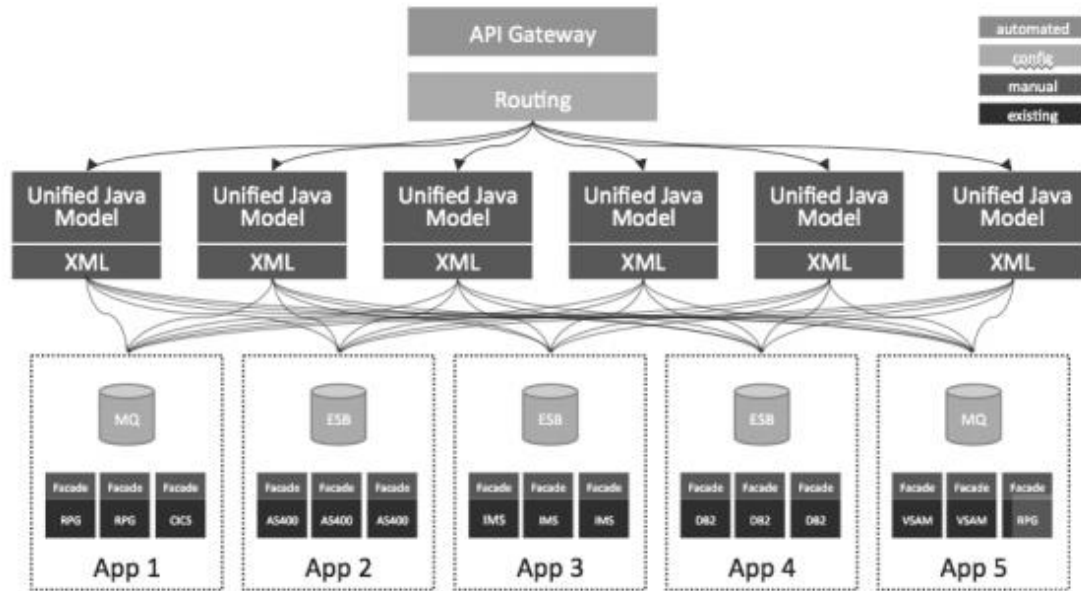 API Gateway
automated
config
manual
existing
Routing
Unified Java
Model
XML
Unified Java
Model
XML
Unified Java
Model
XML
Unified Java
Model
XML
Unified Java
Model
XML
Unified Java
Model
XML
MQ
Facade Facade Facade
RPG RPG CICS
App 1
ESB
Facade Facade Facade
AS400 AS400 AS400
App 2
ESB
Facade Facade Facade
IMS IMS IMS
App 3
ESB
Facade Facade Facade
DB2 DB2 DB2
App 4
MQ
Facade Facade Facade
VSAM VSAM RPG
App 5